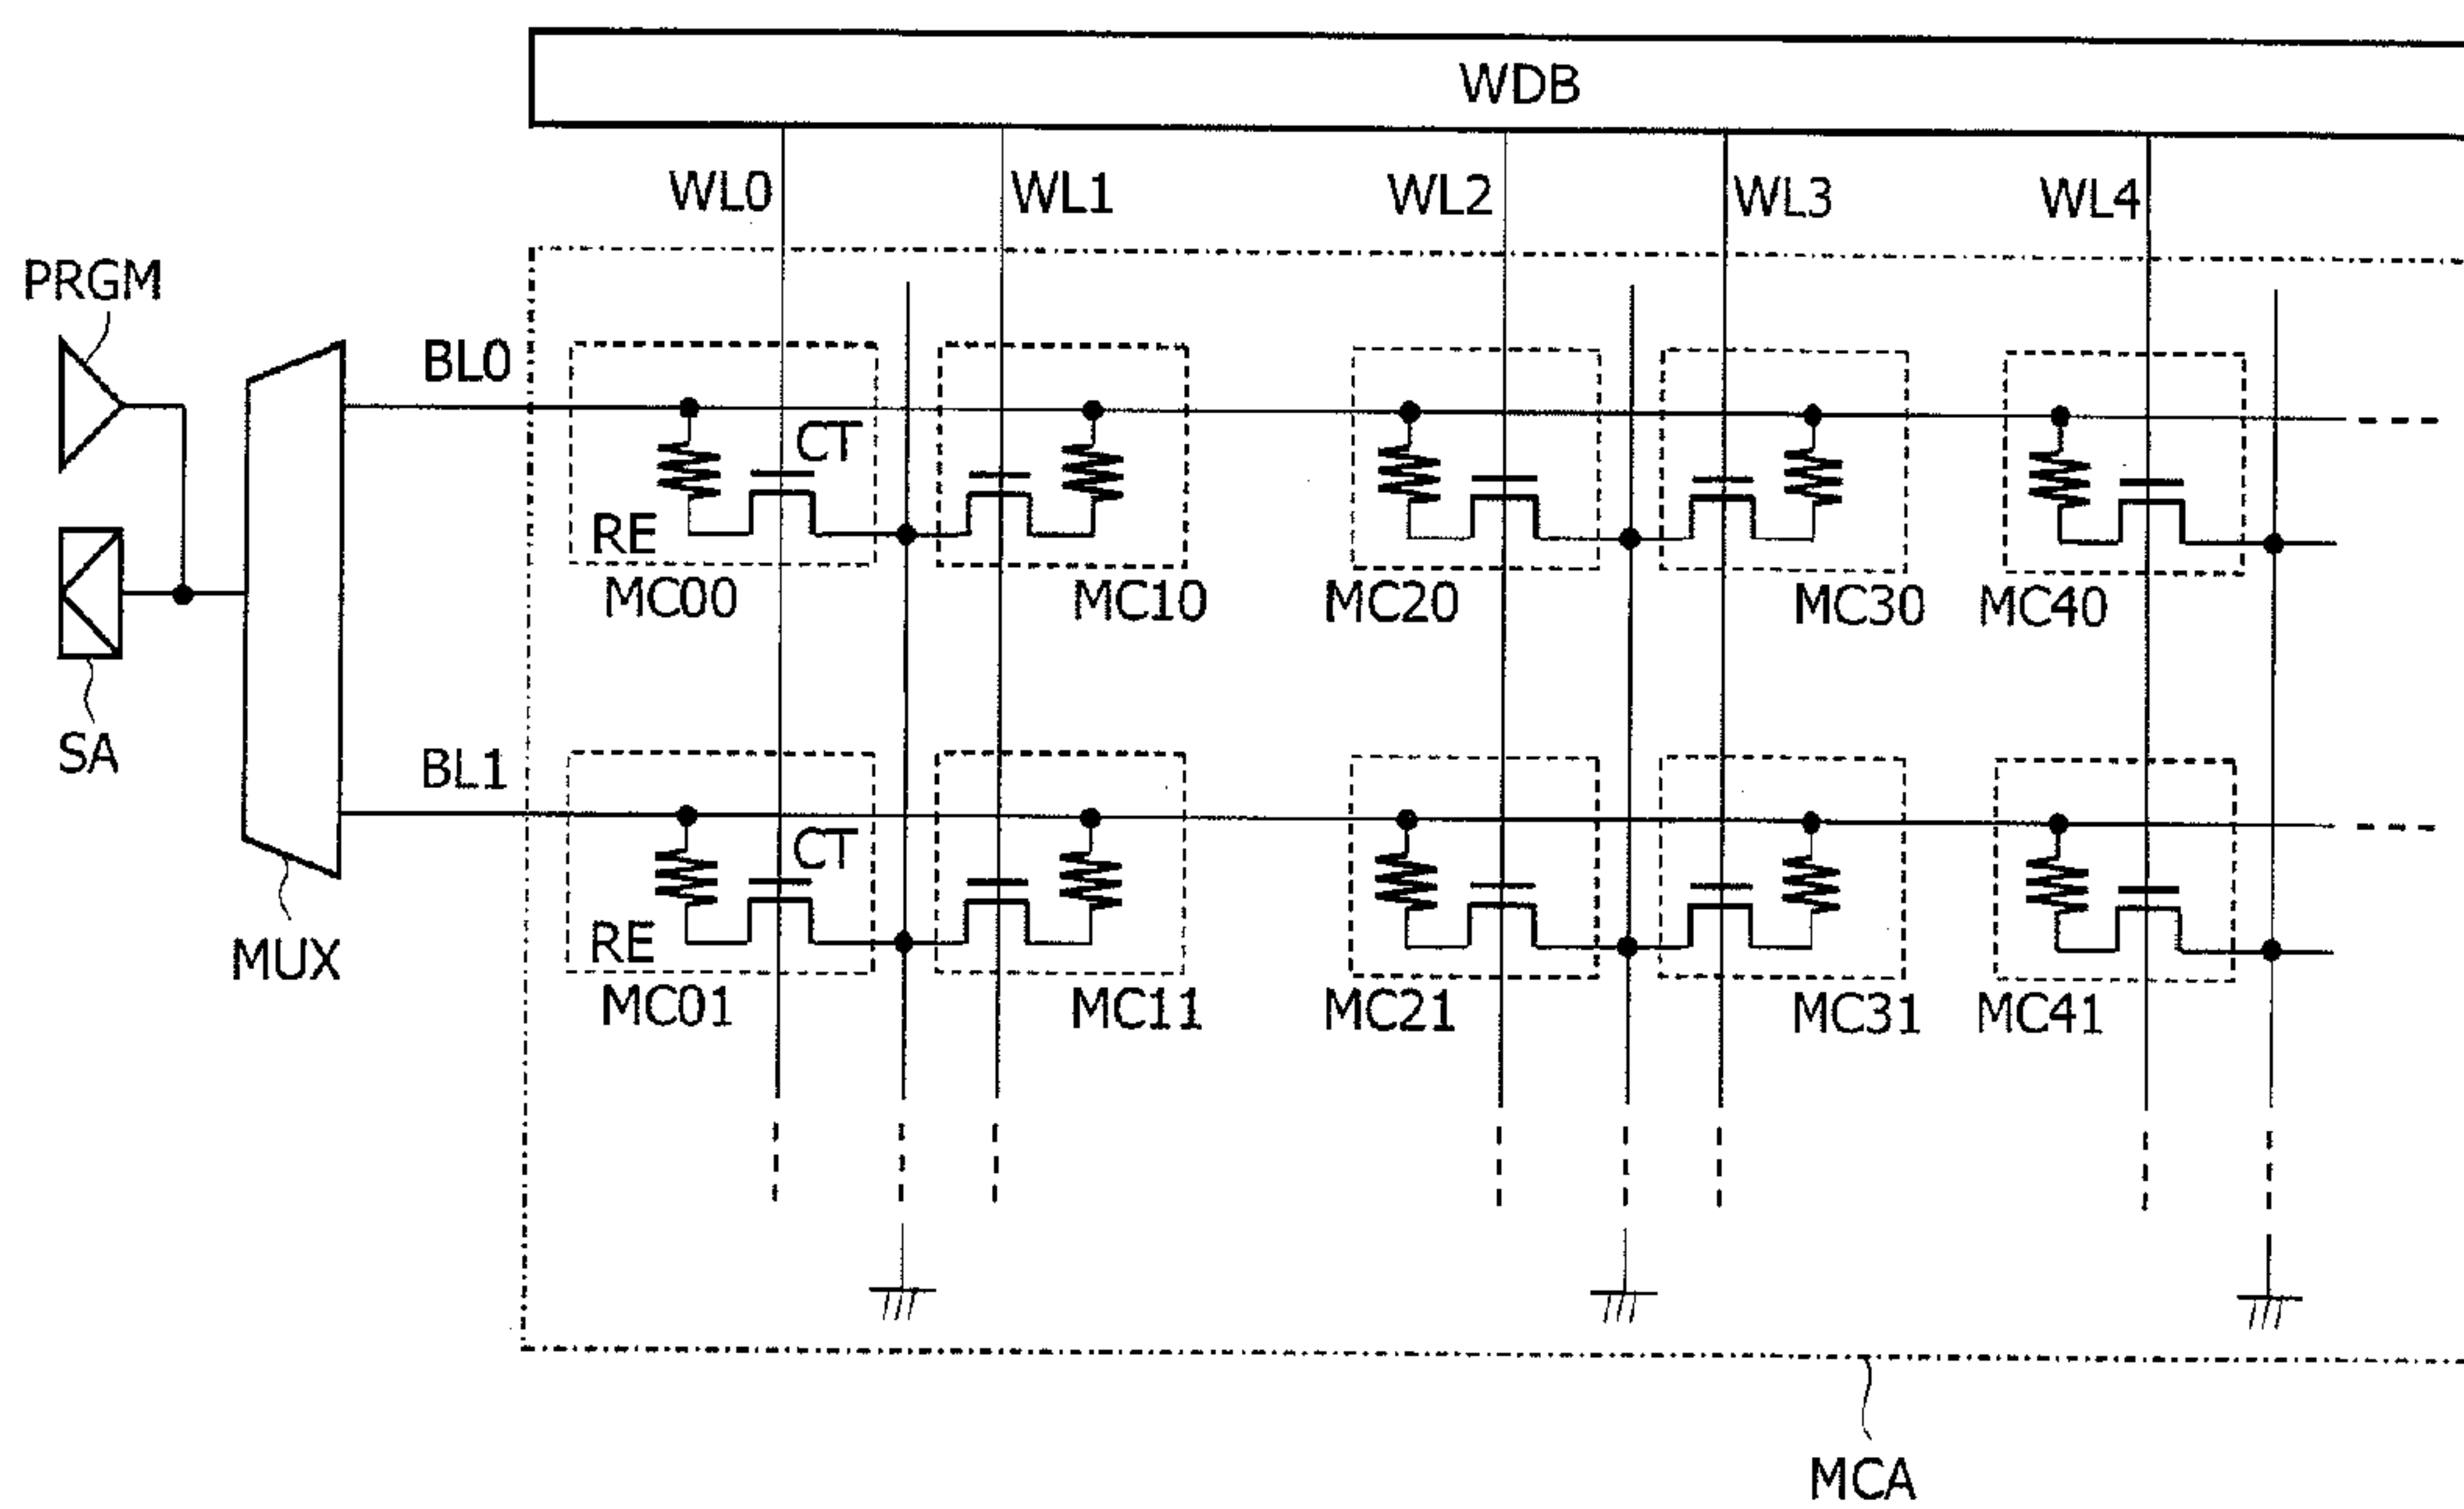 WDB
WL0 WL1 WL2 WL3 WL4
PRGM
BL0
CT
RE
MC00 MC10 MC20 MC30 MC40
SA
BL1
CT
RE
MUX
MC01 MC11 MC21 MC31 MC41
MCA